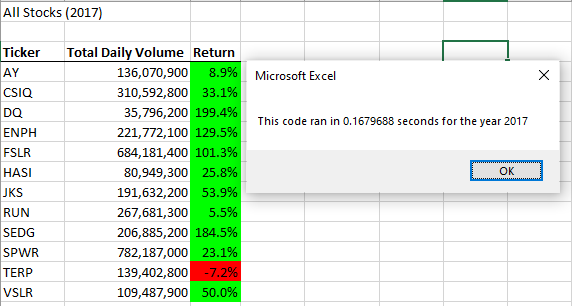 All Stocks (2017)
Ticker Total Daily Volume Return
AY 136,070,900 8.9%
CSIQ 310,592,800 33.1%
DQ 35,796,200 199.4%
ENPH 221,772,100 129.5%
FSLR 684,181,400 101.3%
HASI 80,949,300 25.8%
JKS 191,632,200 53.9%
RUN 267,681,300 5.5%
SEDG 206,885,200 184.5%
SPWR 782,187,000 23.1%
TERP 139,402,800 -7.2%
VSLR 109,487,900 50.0%
Microsoft Excel
This code ran in 0.1679688 seconds for the year 2017
OK